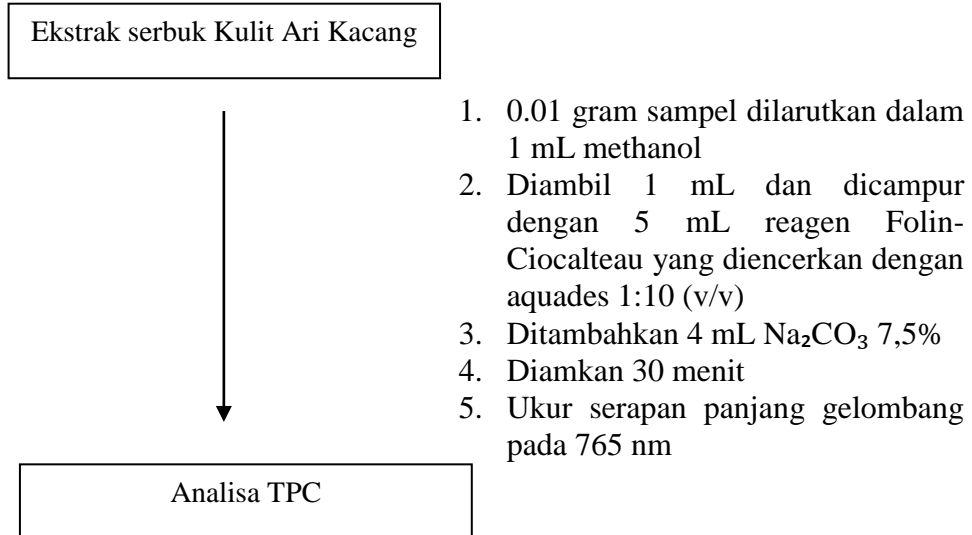 Ekstrak serbuk Kulit Ari Kacang
1. 0.01 gram sampel dilarutkan dalam
1 mL methanol
2. Diambil 1 mL dan dicampur
dengan 5 mL reagen Folin-
Ciocalteau yang diencerkan dengan
aquades 1:10 (v/v)
3. Ditambahkan 4 mL Na₂CO₃ 7,5%
4. Diamkan 30 menit
5. Ukur serapan panjang gelombang
pada 765 nm
Analisa TPC